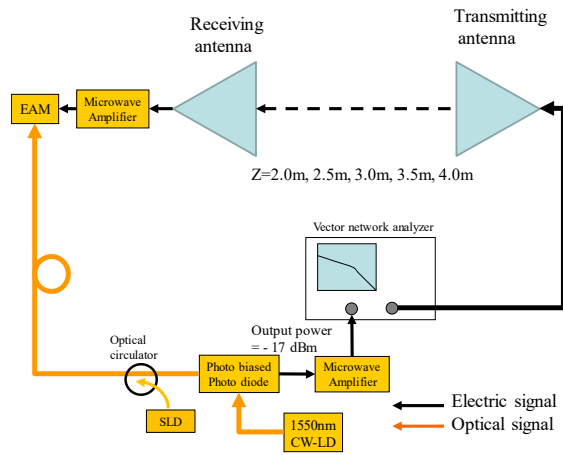 Receiving
antenna
Transmitting
antenna
EAM
Microwave
Amplifier
Z=2.0m, 2.5m, 3.0m, 3.5m, 4.0m
Vector network analyzer
Optical
circulator
Output power
= - 17 dBm
Photo biased
Photo diode
Microwave
Amplifier
SLD
1550nm
CW-LD
Electric signal
Optical signal